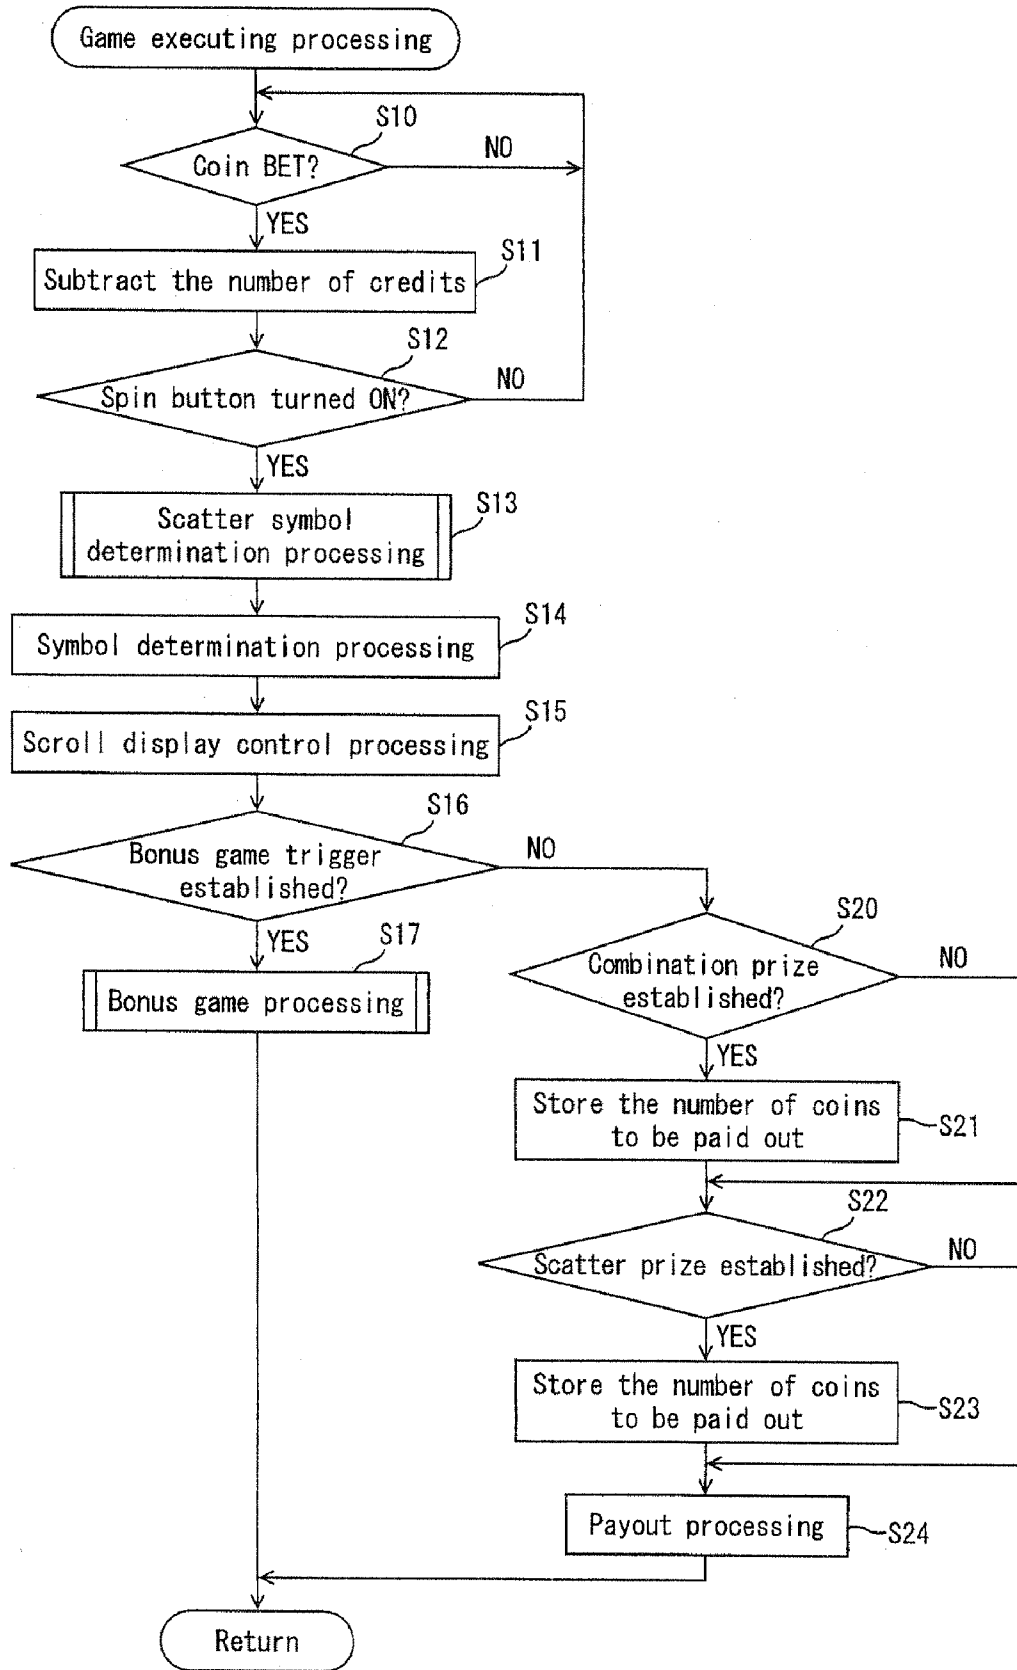 Game executing processing
S10
Coin BET?
NO
YES
S11
Subtract the number of credits
S12
Spin button turned ON?
NO
YES
S13
Scatter symbol
determination processing
S14
Symbol determination processing
S15
Scroll display control processing
S16
Bonus game trigger
established?
NO
YES
S17
Bonus game processing
S20
Combination prize
established?
NO
YES
Store the number of coins
to be paid out
S21
S22
Scatter prize established?
NO
YES
Store the number of coins
to be paid out
S23
Payout processing
S24
Return